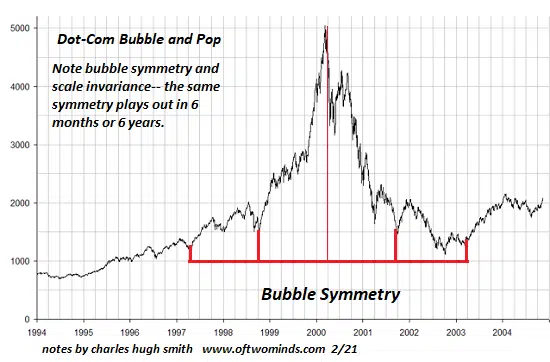 5000
Dot-Com Bubble and Pop
Note bubble symmetry and
scale invariance-- the same
symmetry plays out in 6
months or 6 years.
4000
3000
2000
1000
0
Bubble Symmetry
1994 1995 1996 1997 1998 1999 2000 2001 2002 2003 2004
notes by charles hugh smith www.oftwominds.com 2/21